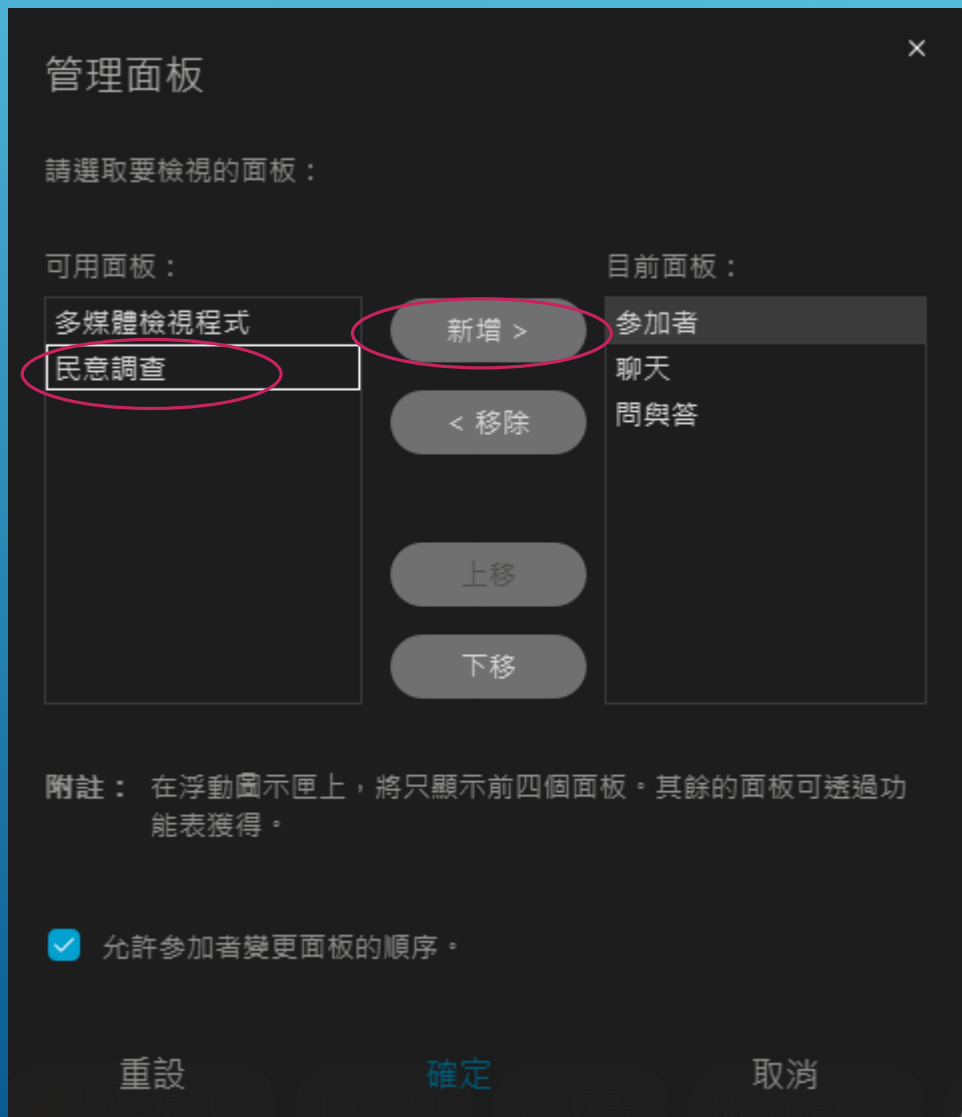 管理面板
請選取要檢視的面板：
可用面板：
多媒體檢視程式
民意調查
新增 >
< 移除
上移
下移
目前面板：
參加者
聊天
問與答
附註： 在浮動圖示匣上，將只顯示前四個面板。其餘的面板可透過功
能表獲得。
允許參加者變更面板的順序。
重設
確定
取消